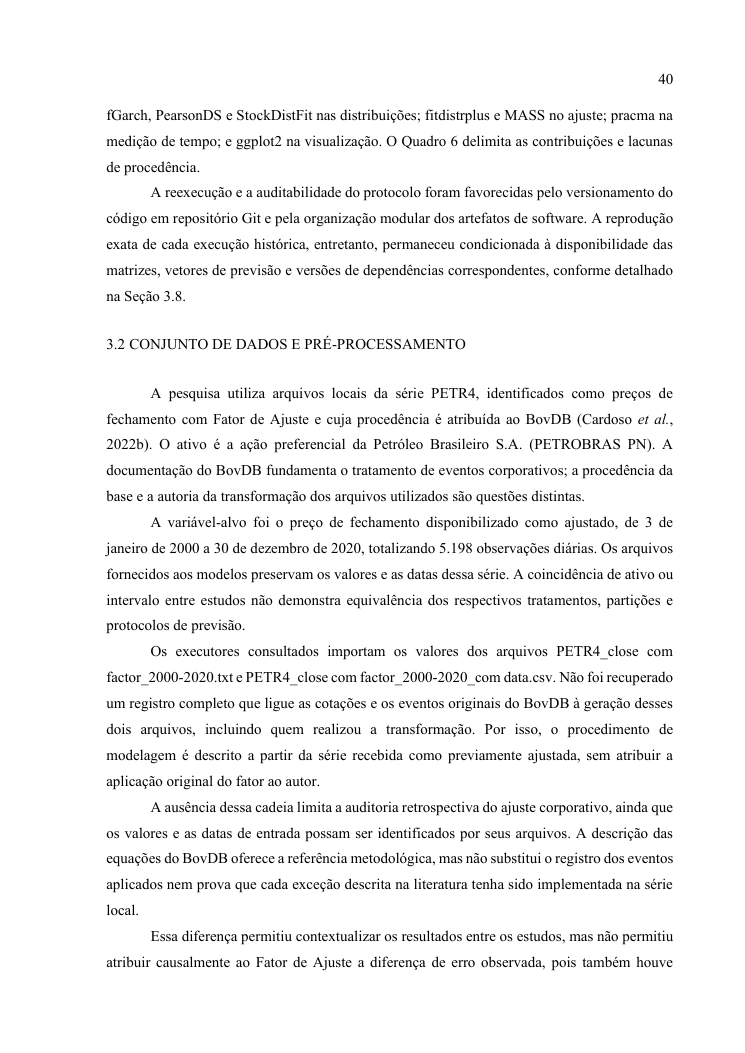 40
fGarch, PearsonDS e StockDistFit nas distribuições; fitdistrplus e MASS no ajuste; pracma na
medição de tempo; e ggplot2 na visualização. O Quadro 6 delimita as contribuições e lacunas
de procedência.
A reexecução e a auditabilidade do protocolo foram favorecidas pelo versionamento do
código em repositório Git e pela organização modular dos artefatos de software. A reprodução
exata de cada execução histórica, entretanto, permaneceu condicionada à disponibilidade das
matrizes, vetores de previsão e versões de dependências correspondentes, conforme detalhado
na Seção 3.8.
3.2 CONJUNTO DE DADOS E PRÉ-PROCESSAMENTO
A pesquisa utiliza arquivos locais da série PETR4, identificados como preços de
fechamento com Fator de Ajuste e cuja procedência é atribuída ao BovDB (Cardoso et al.,
2022b). O ativo é a ação preferencial da Petróleo Brasileiro S.A. (PETROBRAS PN). A
documentação do BovDB fundamenta o tratamento de eventos corporativos; a procedência da
base e a autoria da transformação dos arquivos utilizados são questões distintas.
A variável-alvo foi o preço de fechamento disponibilizado como ajustado, de 3 de
janeiro de 2000 a 30 de dezembro de 2020, totalizando 5.198 observações diárias. Os arquivos
fornecidos aos modelos preservam os valores e as datas dessa série. A coincidência de ativo ou
intervalo entre estudos não demonstra equivalência dos respectivos tratamentos, partições e
protocolos de previsão.
Os executores consultados importam os valores dos arquivos PETR4_close com
factor_2000-2020.txt e PETR4_close com factor_2000-2020_com data.csv. Não foi recuperado
um registro completo que ligue as cotações e os eventos originais do BovDB à geração desses
dois arquivos, incluindo quem realizou a transformação. Por isso, o procedimento de
modelagem é descrito a partir da série recebida como previamente ajustada, sem atribuir a
aplicação original do fator ao autor.
A ausência dessa cadeia limita a auditoria retrospectiva do ajuste corporativo, ainda que
os valores e as datas de entrada possam ser identificados por seus arquivos. A descrição das
equações do BovDB oferece a referência metodológica, mas não substitui o registro dos eventos
aplicados nem prova que cada exceção descrita na literatura tenha sido implementada na série
local.
Essa diferença permitiu contextualizar os resultados entre os estudos, mas não permitiu
atribuir causalmente ao Fator de Ajuste a diferença de erro observada, pois também houve